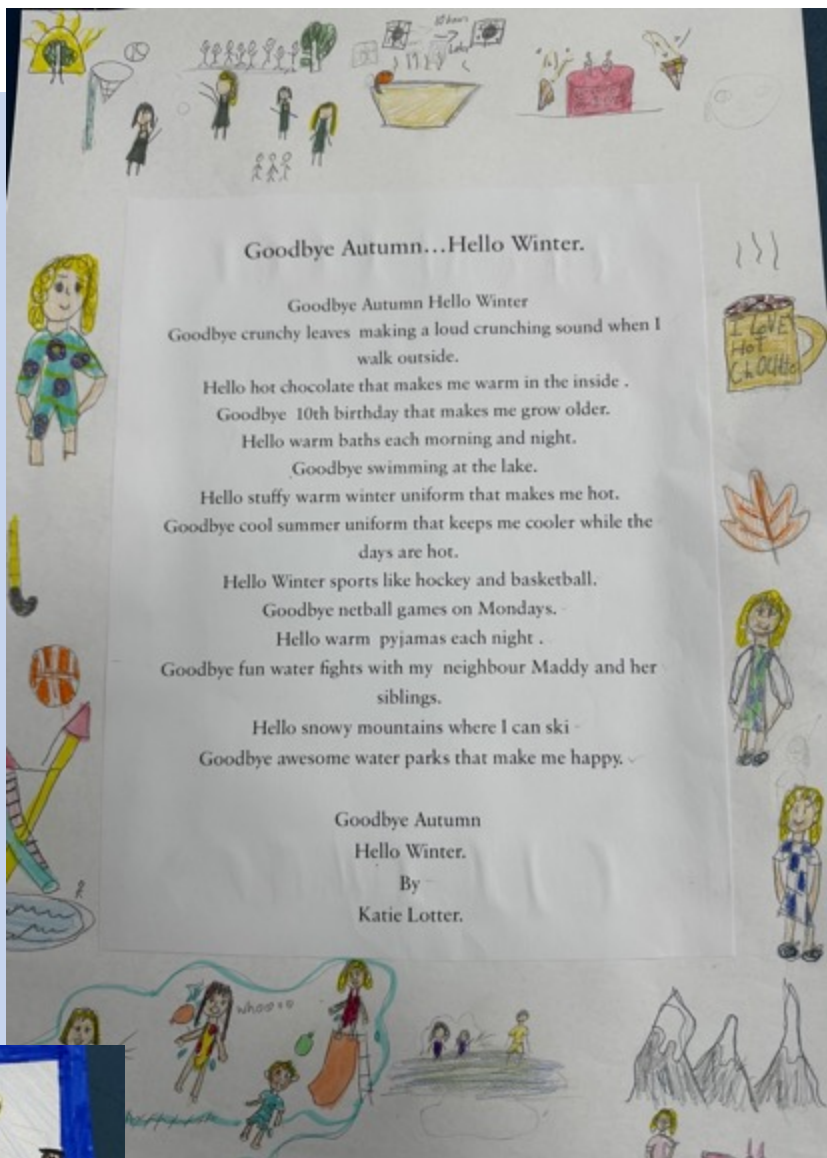 10 hours
Later
Goodbye Autumn...Hello Winter.
Goodbye Autumn Hello Winter
Goodbye crunchy leaves making a loud crunching sound when I
walk outside.
Hello hot chocolate that makes me warm in the inside .
Goodbye 10th birthday that makes me grow older.
Hello warm baths each morning and night.
Goodbye swimming at the lake.
Hello stuffy warm winter uniform that makes me hot.
Goodbye cool summer uniform that keeps me cooler while the
days are hot.
Hello Winter sports like hockey and basketball.
Goodbye netball games on Mondays.
Hello warm pyjamas each night .
Goodbye fun water fights with my neighbour Maddy and her
siblings.
Hello snowy mountains where I can ski
Goodbye awesome water parks that make me happy.
Goodbye Autumn
Hello Winter.
By
Katie Lotter.
I LOVE
HOT